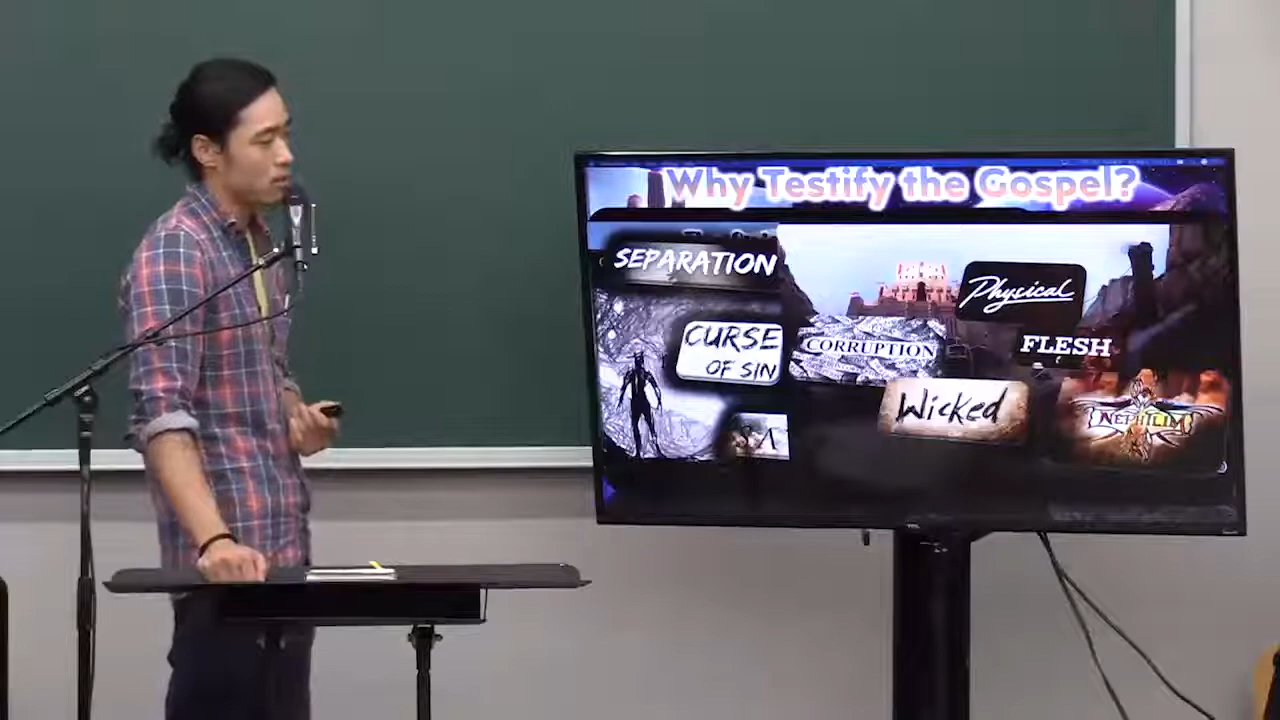 Why Testify the Gospel?
SEPARATION
Physical
CURSE
OF SIN
CORRUPTION
FLESH
Wicked
NEPHILIM